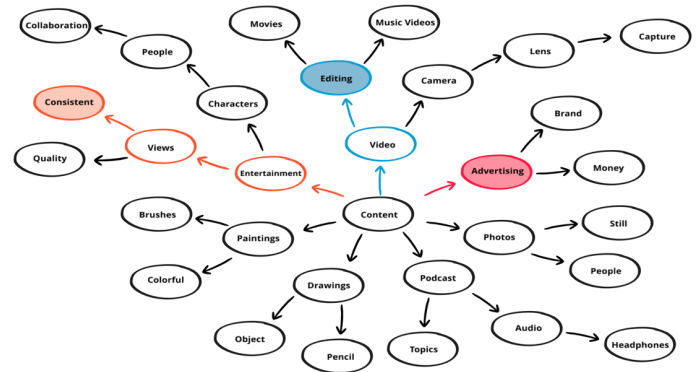 Collaboration
Movies
Music Videos
People
Lens
Capture
Editing
Camera
Consistent
Characters
Brand
Views
Video
Quality
Entertainment
Advertising
Money
Brushes
Content
Still
Paintings
Photos
People
Colorful
Drawings
Podcast
Object
Audio
Pencil
Topics
Headphones